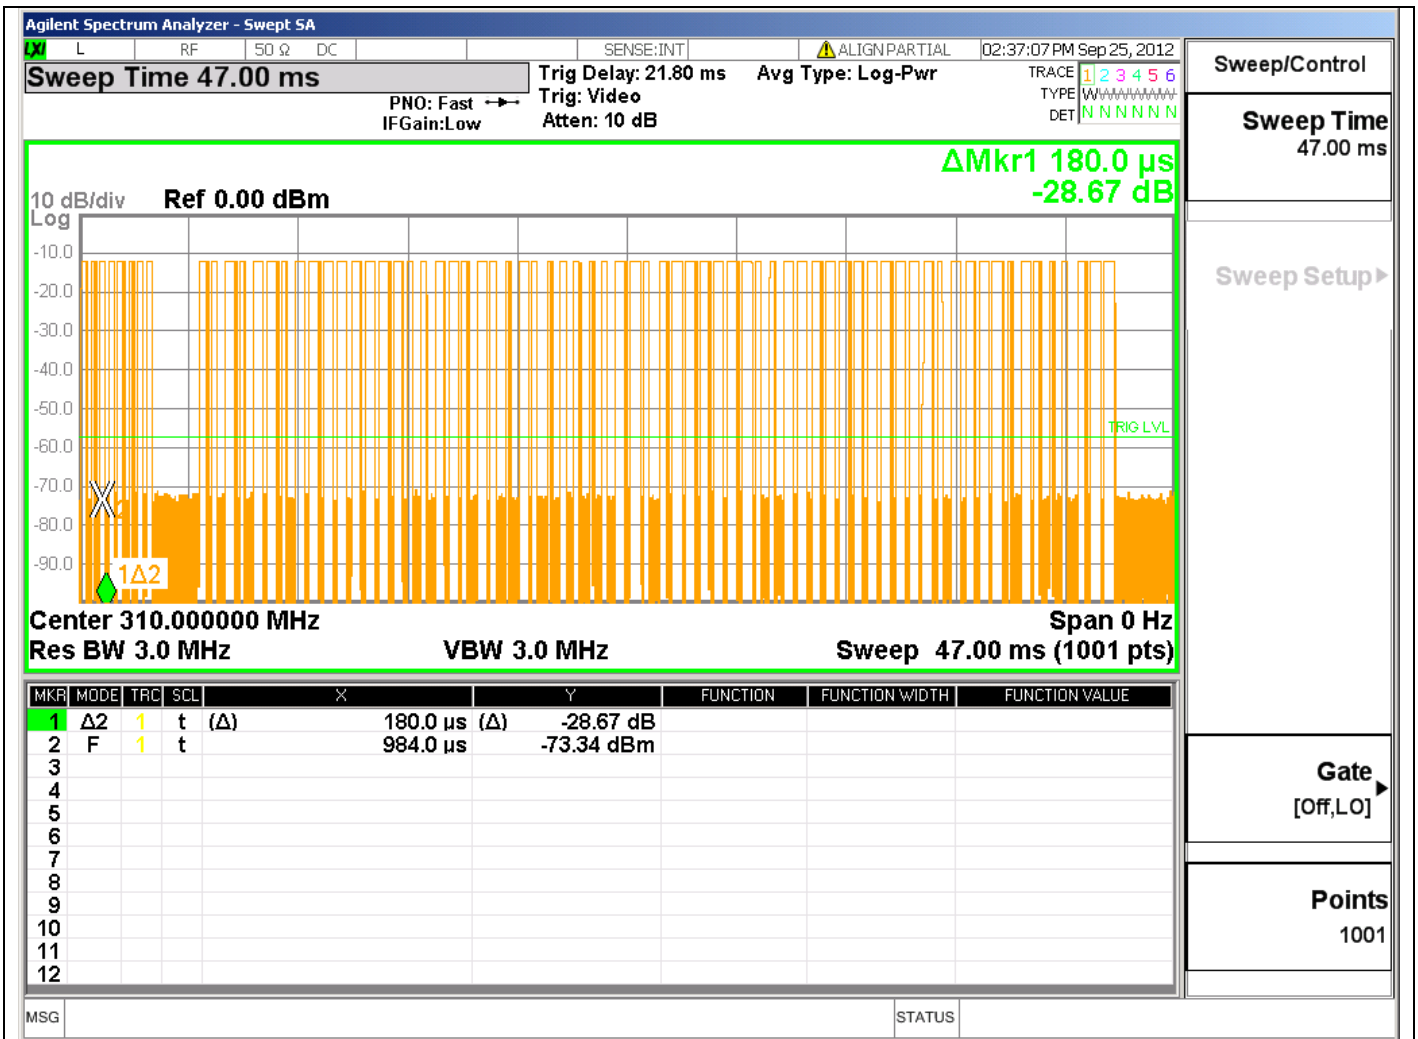 Agilent Spectrum Analyzer - Swept SA
LXI L RF 50 Ω DC SENSE:INT ALIGN PARTIAL 02:37:07 PM Sep 25, 2012
Sweep Time 47.00 ms
PNO: Fast
IFGain:Low
Trig Delay: 21.80 ms
Trig: Video
Atten: 10 dB
Avg Type: Log-Pwr
TRACE 1 2 3 4 5 6
TYPE WWWWWW
DET N N N N N N
ΔMkr1 180.0 µs
-28.67 dB
10 dB/div Ref 0.00 dBm
Log
-10.0
-20.0
-30.0
-40.0
-50.0
TRIG LVL
-60.0
-70.0
-80.0
-90.0
2
1Δ2
Center 310.000000 MHz Span 0 Hz
Res BW 3.0 MHz VBW 3.0 MHz Sweep 47.00 ms (1001 pts)
MKR MODE TRC SCL X Y FUNCTION FUNCTION WIDTH FUNCTION VALUE
1 Δ2 1 t (Δ) 180.0 µs (Δ) -28.67 dB
2 F 1 t 984.0 µs -73.34 dBm
3
4
5
6
7
8
9
10
11
12
MSG STATUS
Sweep/Control
Sweep Time
47.00 ms
Sweep Setup
Gate
[Off,LO]
Points
1001